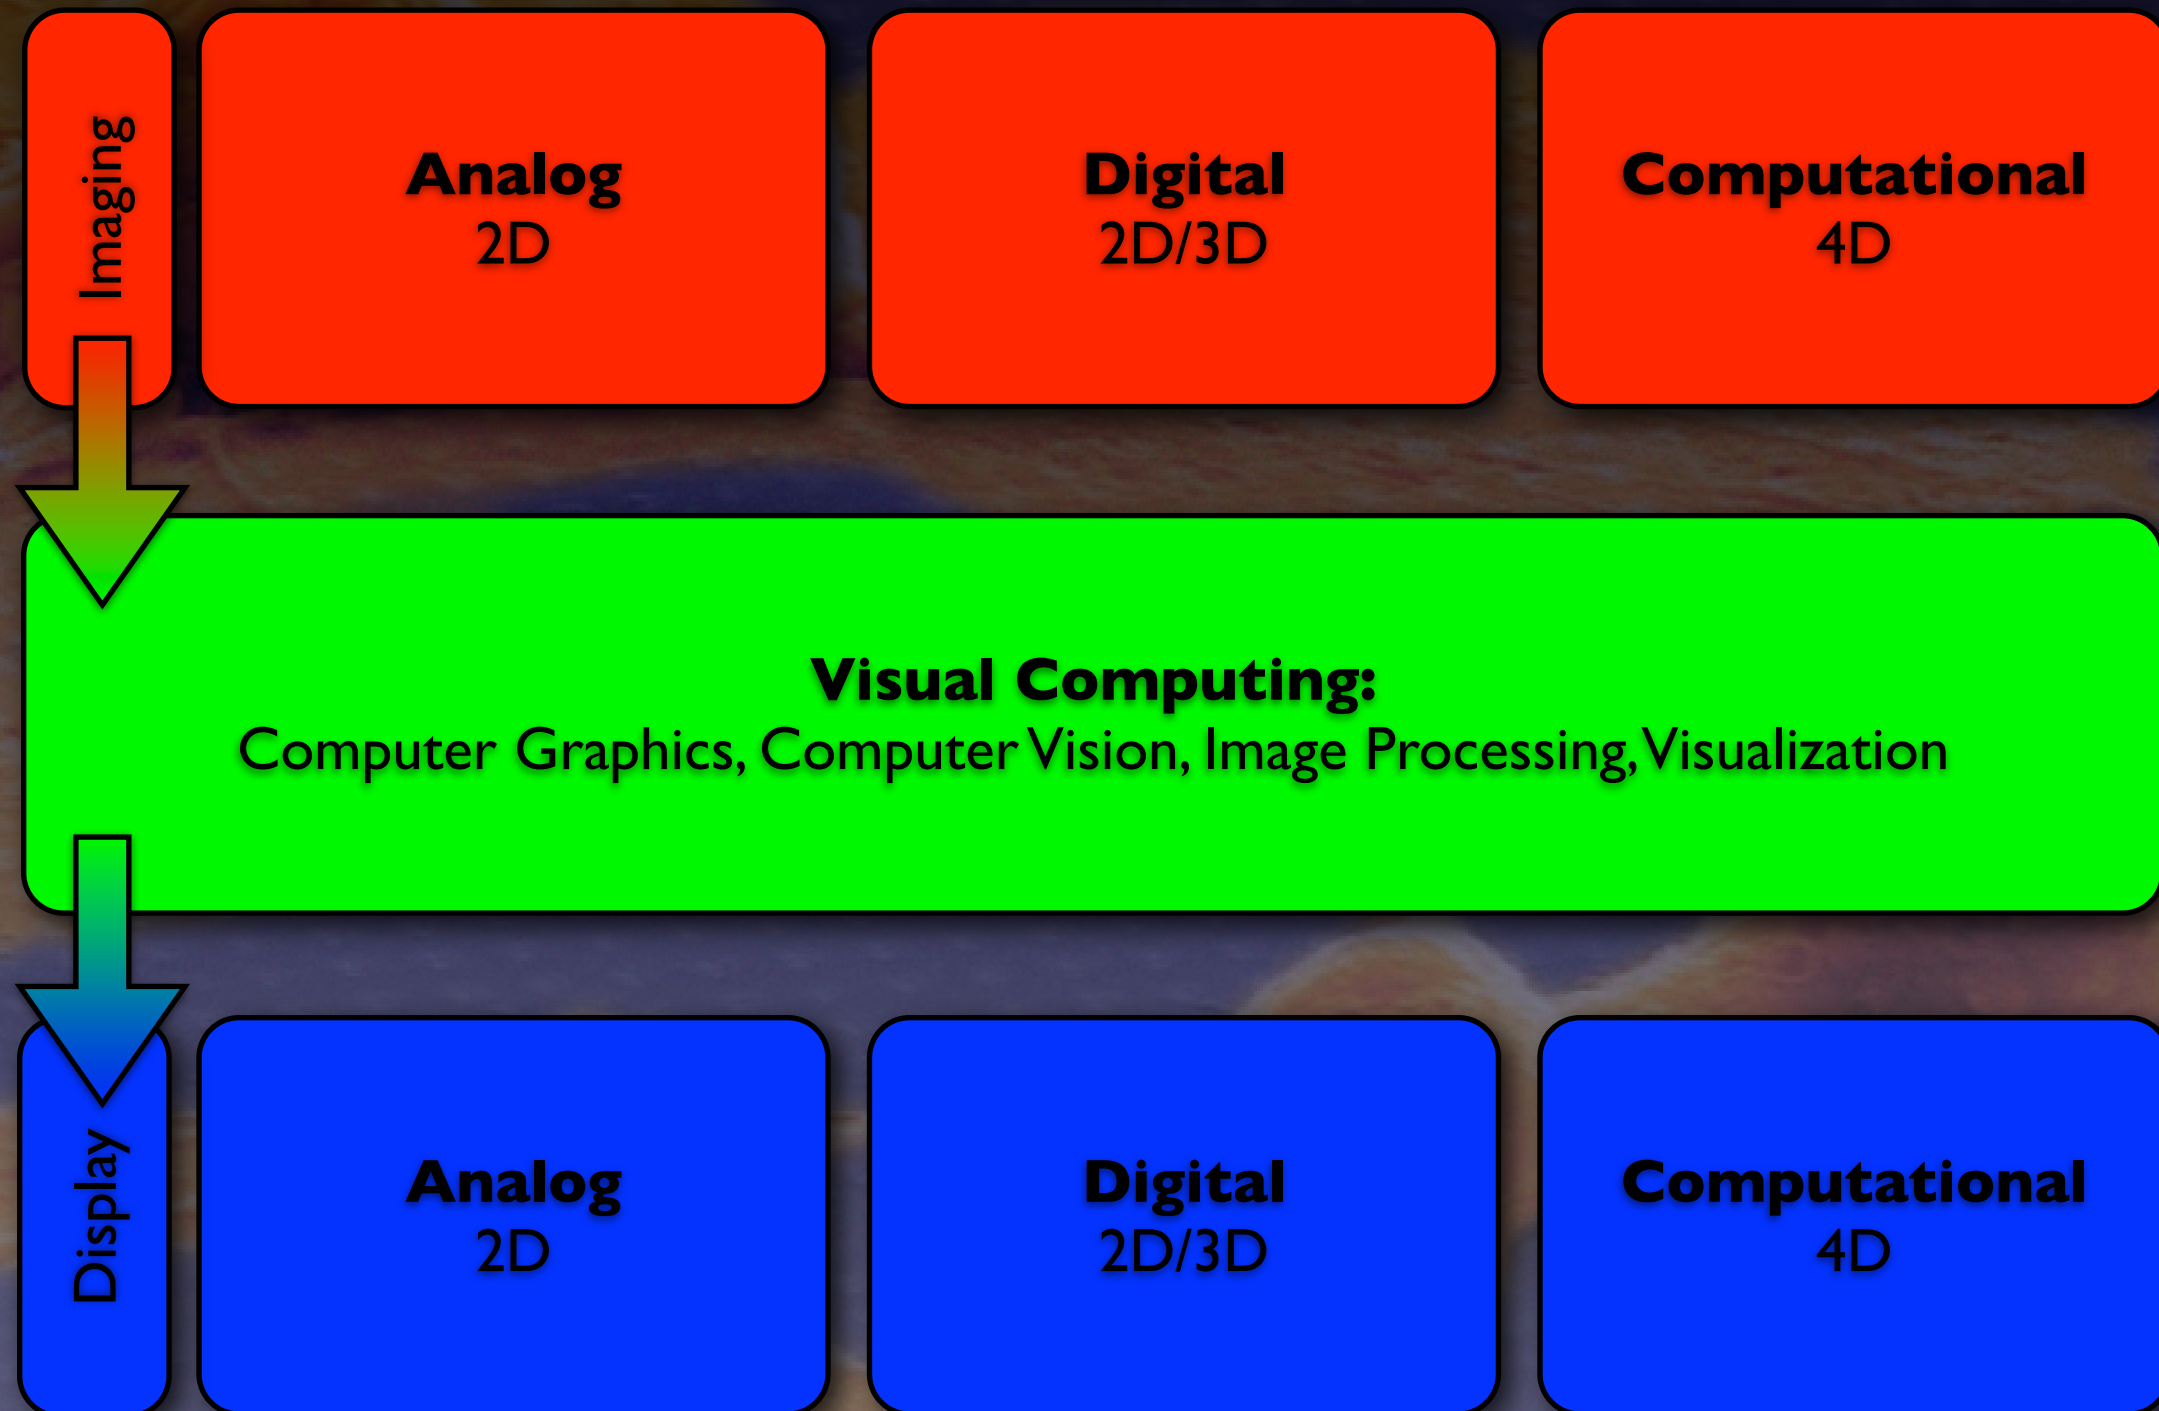 Imaging
Analog
2D
Digital
2D/3D
Computational
4D
Visual Computing:
Computer Graphics, Computer Vision, Image Processing, Visualization
Display
Analog
2D
Digital
2D/3D
Computational
4D